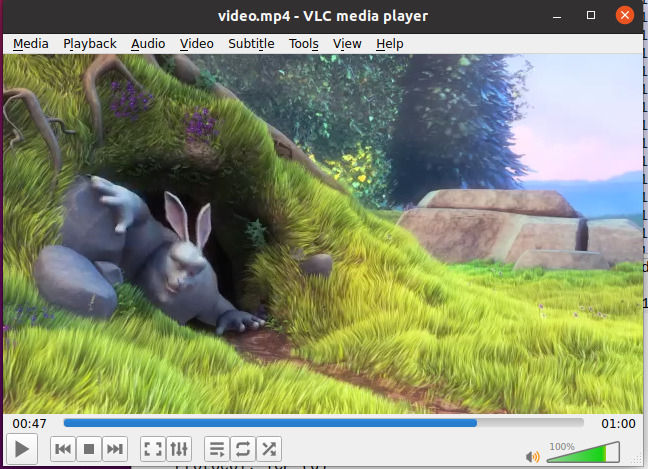 video.mp4 - VLC media player
Media Playback Audio Video Subtitle Tools View Help
00:47 01:00
100%